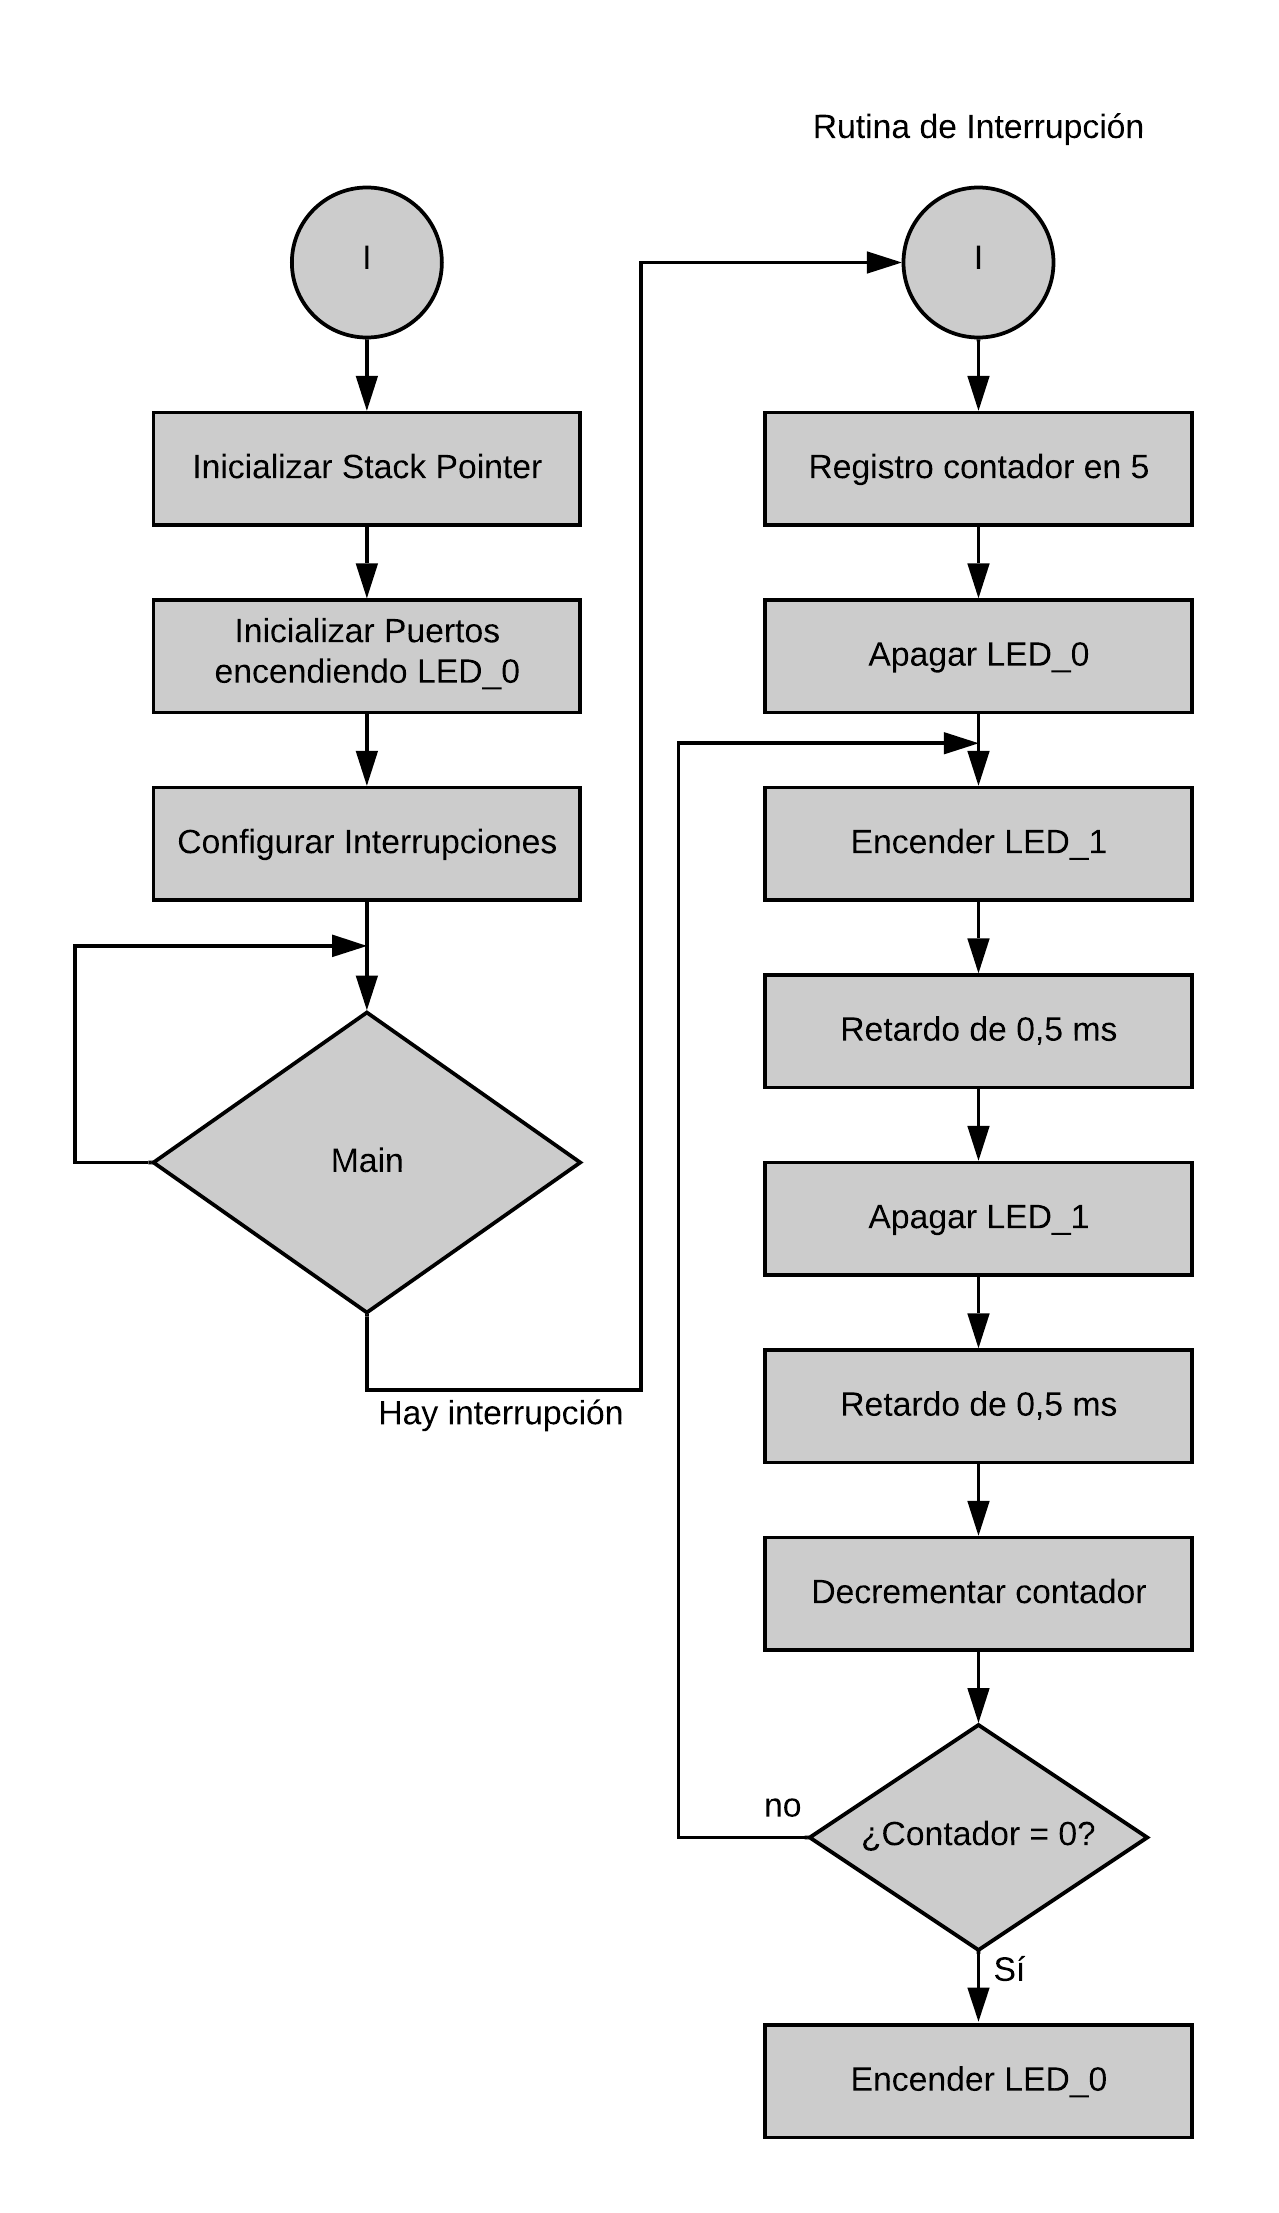 I
Inicializar Stack Pointer
Inicializar Puertos
encendiendo LED_0
Configurar Interrupciones
Main
Hay interrupción
Rutina de Interrupción
I
Registro contador en 5
Apagar LED_0
Encender LED_1
Retardo de 0,5 ms
Apagar LED_1
Retardo de 0,5 ms
Decrementar contador
¿Contador = 0?
no
Sí
Encender LED_0